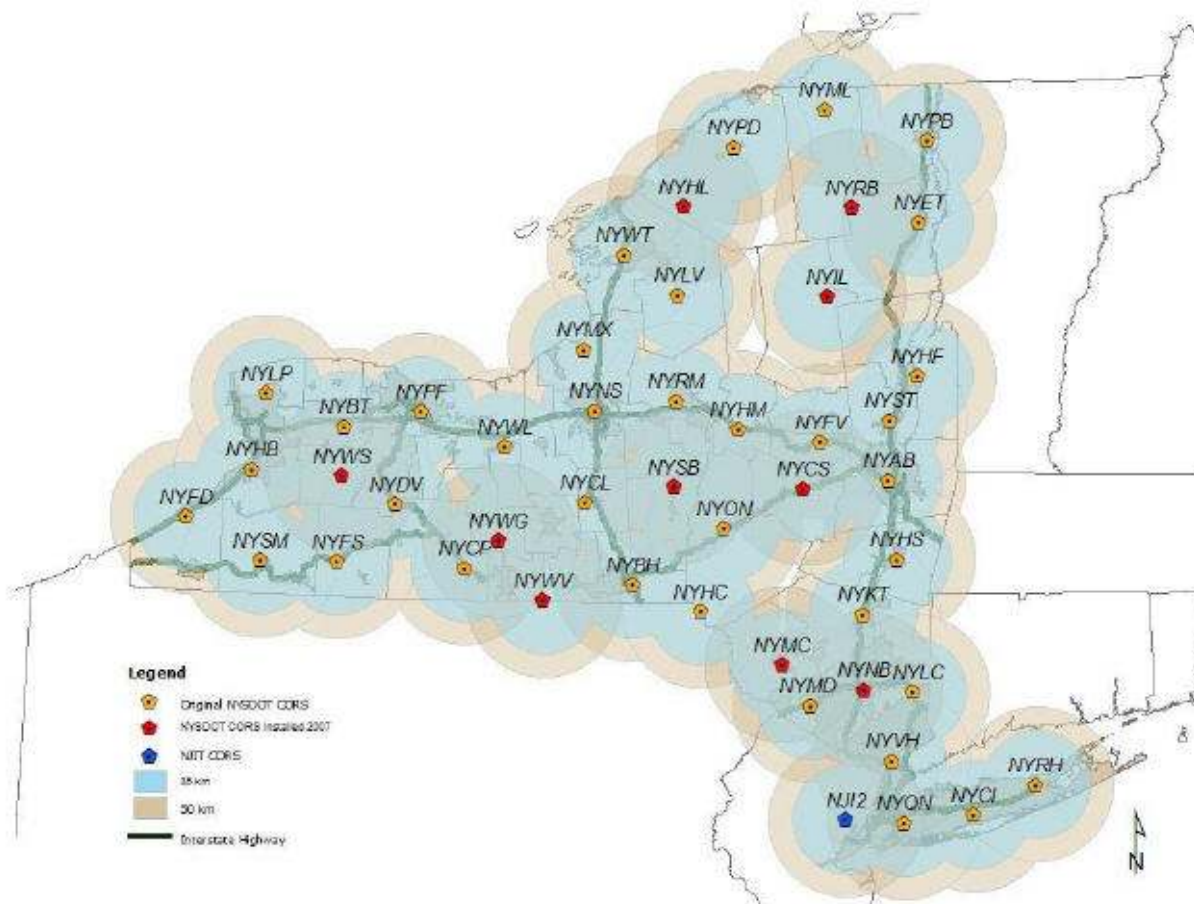 NYML
NYPD
NYPB
NYHL
NYRB
NYET
NYWT
NYLV
NYIL
NYMX
NYHF
NYLP
NYPF
NYNS
NYRM
NYBT
NYHM
NYST
NYWL
NYFV
NYHB
NYWS
NYSB
NYCS
NYAB
NYDV
NYCL
NYFD
NYON
NYWG
NYSM
NYFS
NYCP
NYBH
NYHS
NYWV
NYHC
NYKT
NYMC
NYNB
NYLC
NYMD
NYVH
NYRH
NJI2
NYQN
NYCI
Legend
Original NYSDOT CORS
NYSDOT CORS Installed 2007
NJIT CORS
35 km
50 km
Interstate Highway
N